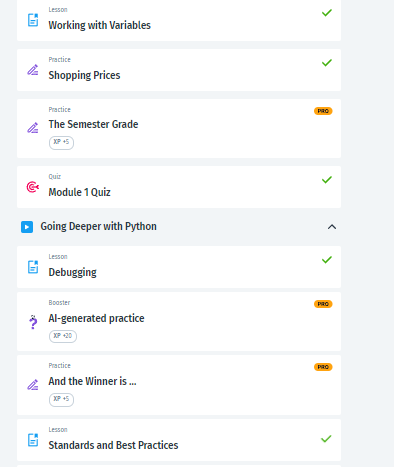 Lesson
Working with Variables
Practice
Shopping Prices
Practice
PRO
The Semester Grade
XP +5
Quiz
Module 1 Quiz
Going Deeper with Python
Lesson
Debugging
Booster
PRO
AI-generated practice
XP +20
Practice
PRO
And the Winner is ...
XP +5
Lesson
Standards and Best Practices